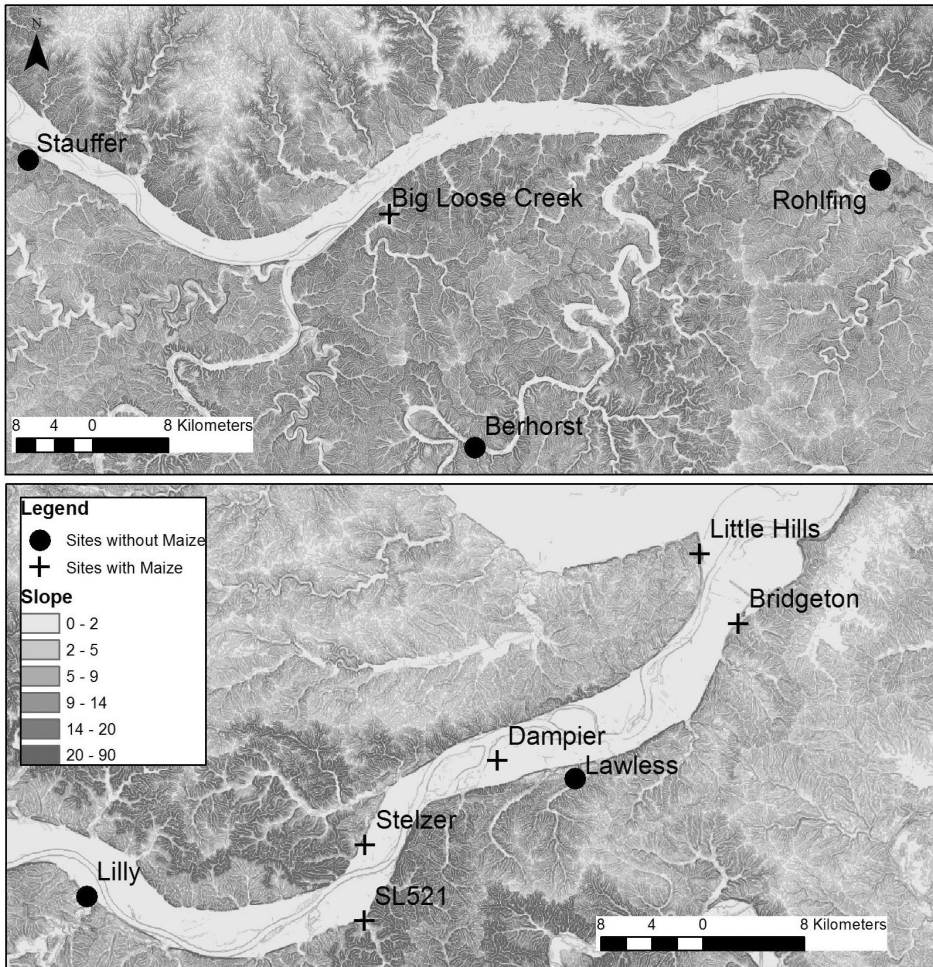 N
Stauffer
Big Loose Creek
Rohlfing
Berhorst
8 4 0 8 Kilometers
Legend
Sites without Maize
Sites with Maize
Slope
0 - 2
2 - 5
5 - 9
9 - 14
14 - 20
20 - 90
Little Hills
Bridgeton
Dampier
Lawless
Stelzer
Lilly
SL521
8 4 0 8 Kilometers